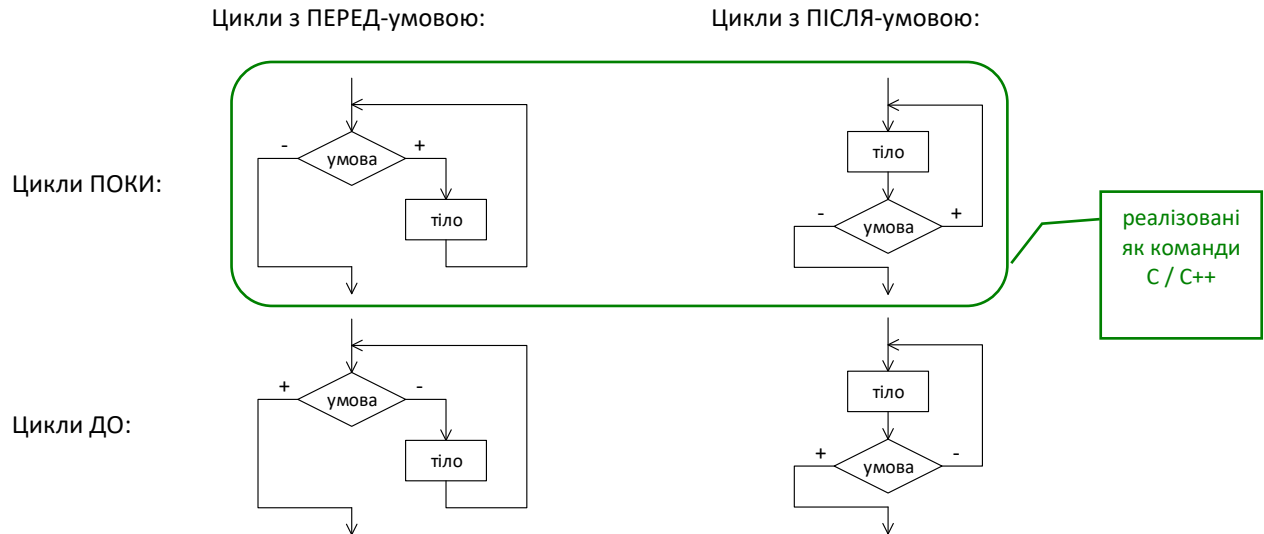 Цикли з ПЕРЕД-умовою:
Цикли з ПІСЛЯ-умовою:
Цикли ПОКИ:
-
умова
+
тіло
тіло
-
умова
+
реалізовані
як команди
C / C++
Цикли ДО:
+
умова
-
тіло
тіло
+
умова
-